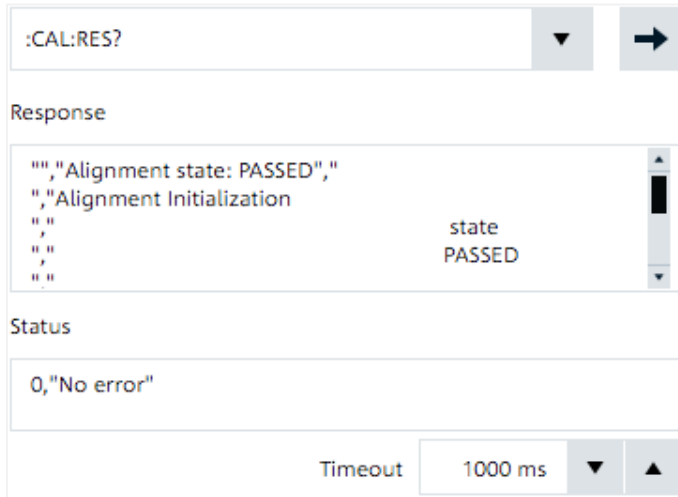 :CAL:RES?
Response
"","Alignment state: PASSED","
","Alignment Initialization
"," state
"," PASSED
","
Status
0,"No error"
Timeout 1000 ms